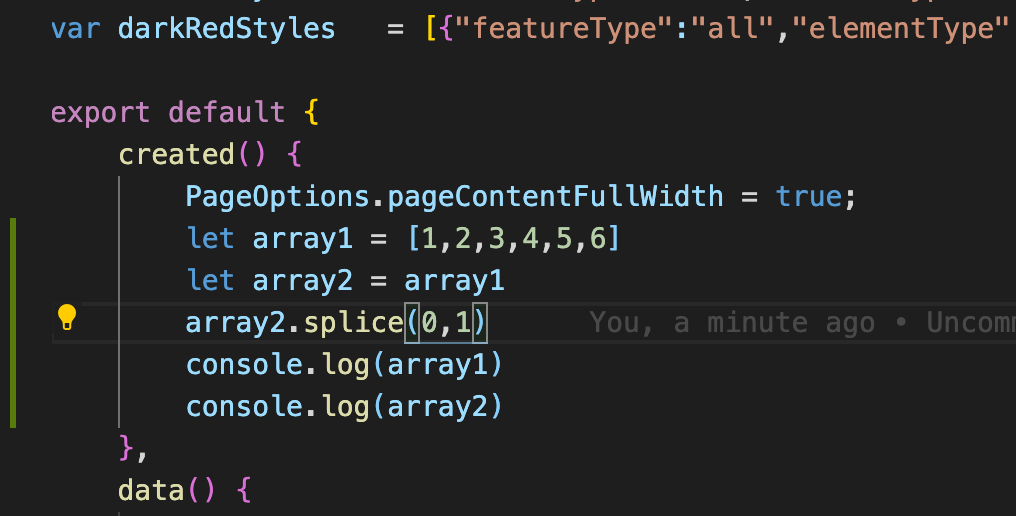 var darkRedStyles   = [{"featureType":"all","elementType"
export default {
    created() {
        PageOptions.pageContentFullWidth = true;
        let array1 = [1,2,3,4,5,6]
        let array2 = array1
        array2.splice(0,1)      You, a minute ago • Uncom
        console.log(array1)
        console.log(array2)
    },
    data() {